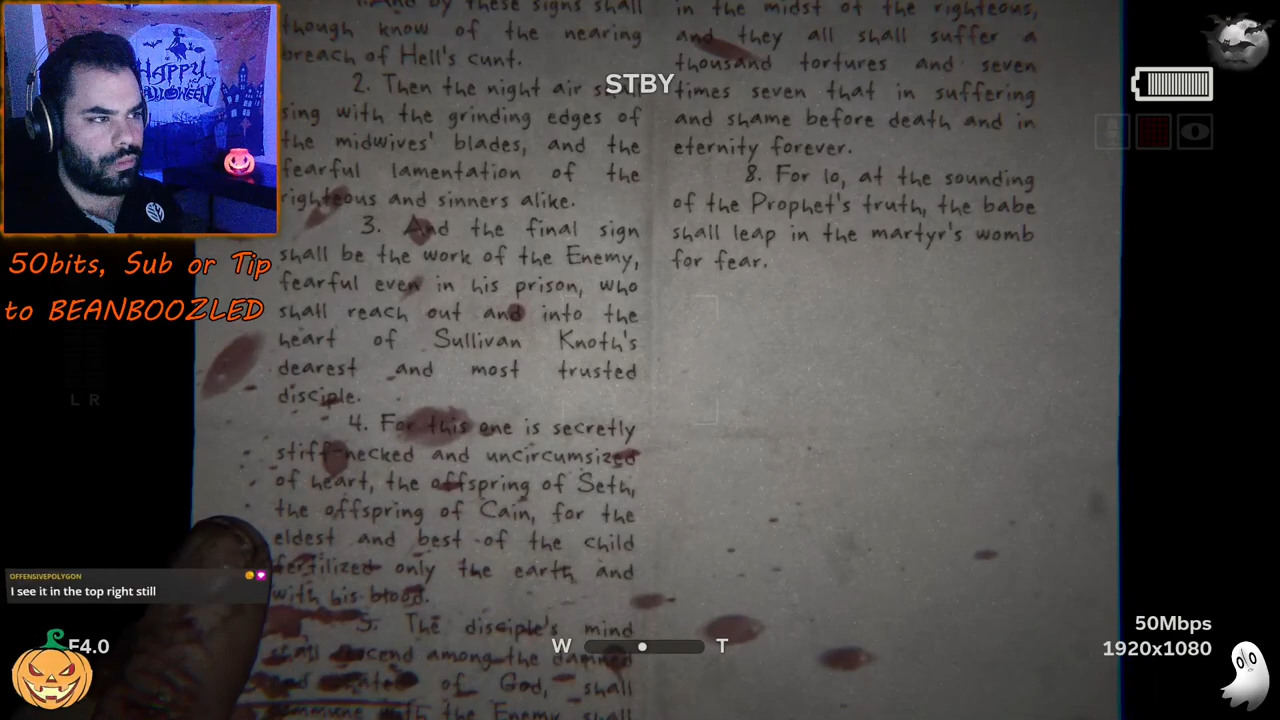 HAPPY
HALLOWEEN
50bits, Sub or Tip
to BEANBOOZLED
L R
OFFENSIVEPOLYGON
I see it in the top right still
F4.0
STBY
1. And by these signs shall
though know of the nearing
breach of Hell's cunt.
2. Then the night air shall
sing with the grinding edges of
the midwives' blades, and the
fearful lamentation of the
righteous and sinners alike.
3. And the final sign
shall be the work of the Enemy,
fearful even in his prison, who
shall reach out and into the
heart of Sullivan Knoth's
dearest and most trusted
disciple.
4. For this one is secretly
stiff-necked and uncircumsized
of heart, the offspring of Seth,
the offspring of Cain, for the
eldest and best of the child
fertilized only the earth and
with his blood.
5. The disciple's mind
shall descend among the damned
and of God, shall
the Enemy shall
in the midst of the righteous,
and they all shall suffer a
thousand tortures and seven
times seven that in suffering
and shame before death and in
eternity forever.
8. For lo, at the sounding
of the Prophet's truth, the babe
shall leap in the martyr's womb
for fear.
W T
50Mbps
1920x1080